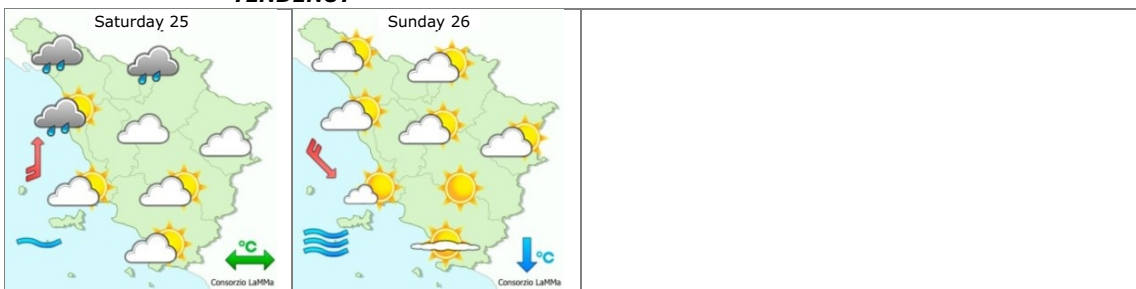 TENDENCY
Saturday 25
Sunday 26
°C
Consorzio LaMMa
°C
Consorzio LaMMa